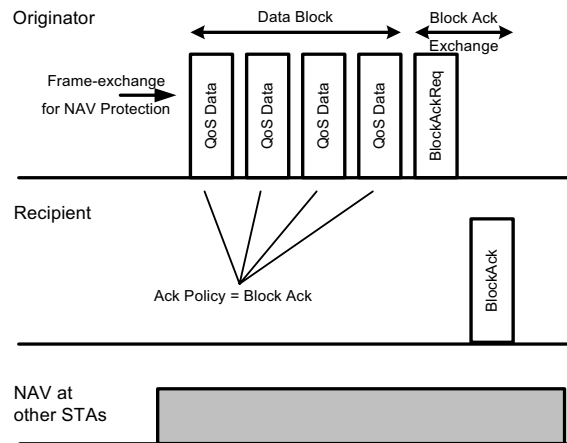 Originator
Data Block
Block Ack
Exchange
Frame-exchange
for NAV Protection
QoS Data
QoS Data
QoS Data
QoS Data
BlockAckReq
Recipient
Ack Policy = Block Ack
BlockAck
NAV at
other STAs